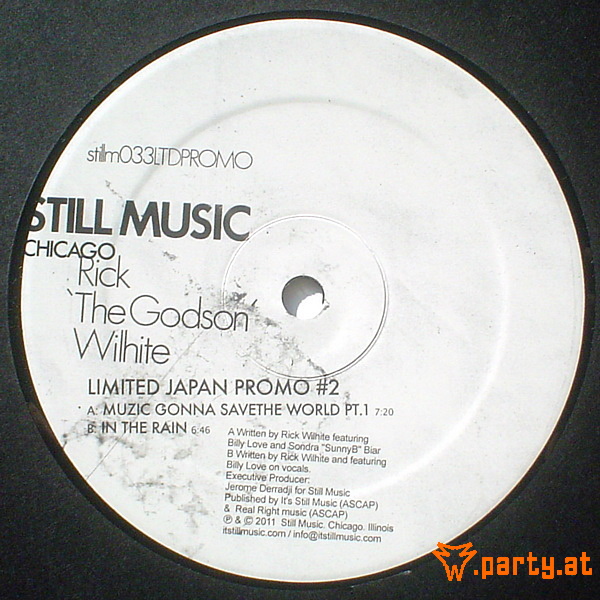 stillm033LTDPROMO
STILL MUSIC
CHICAGO
Rick
'The Godson
Wilhite
LIMITED JAPAN PROMO #2
A: MUZIC GONNA SAVETHE WORLD PT.1 7:20
B: IN THE RAIN 6:46
A Written by Rick Wilhite featuring
Billy Love and Sondra "SunnyB" Biar
B Written by Rick Wilhite and featuring
Billy Love on vocals.
Executive Producer:
Jerome Derradji for Still Music
Published by It's Still Music (ASCAP)
& Real Right music (ASCAP)
℗ & © 2011 Still Music. Chicago. Illinois
itstillmusic.com / info@itstillmusic.com
W.party.at